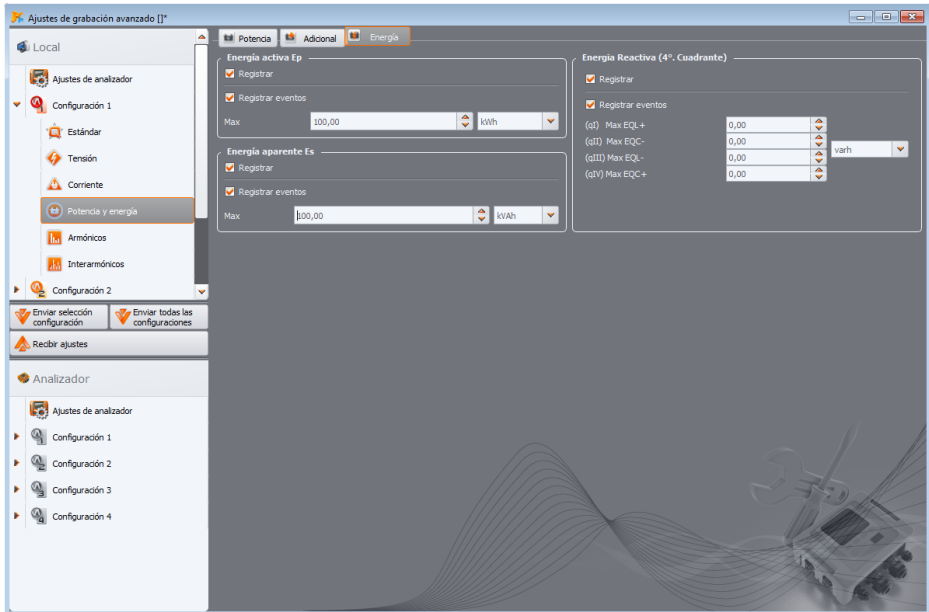 Ajustes de grabación avanzado []*
Local
Ajustes de analizador
Configuración 1
Estándar
Tensión
Corriente
Potencia y energía
Armónicos
Interarmónicos
Configuración 2
Enviar selección configuración
Enviar todas las configuraciones
Recibir ajustes
Analizador
Ajustes de analizador
Configuración 1
Configuración 2
Configuración 3
Configuración 4
Potencia Adicional Energía
Energía activa Ep
Registrar
Registrar eventos
Max 100,00 kWh
Energía aparente Es
Registrar
Registrar eventos
Max 100,00 kVAh
Energía Reactiva (4º. Cuadrante)
Registrar
Registrar eventos
(qI) Max EQL+ 0,00
(qII) Max EQC- 0,00
varh
(qIII) Max EQL- 0,00
(qIV) Max EQC+ 0,00